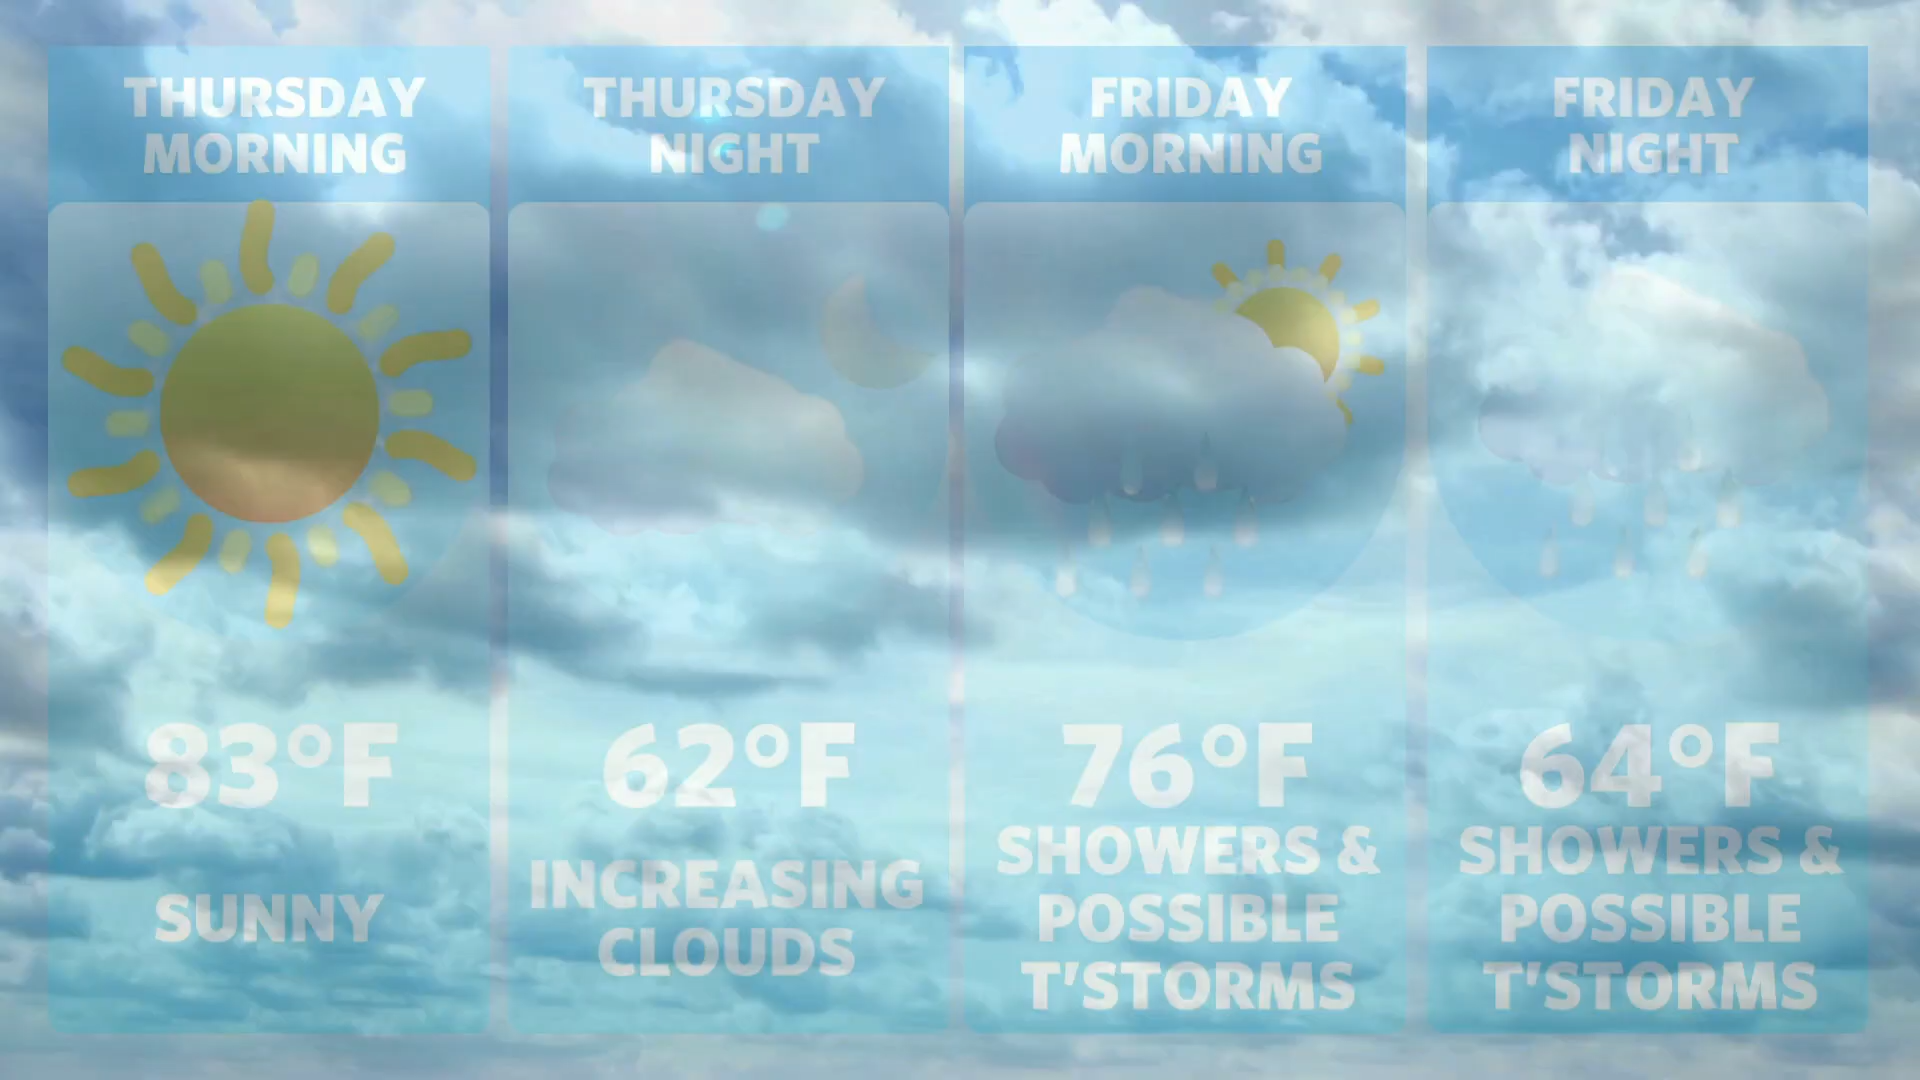 THURSDAY
MORNING
83°F
SUNNY
THURSDAY
NIGHT
62°F
INCREASING
CLOUDS
FRIDAY
MORNING
76°F
SHOWERS &
POSSIBLE
T'STORMS
FRIDAY
NIGHT
64°F
SHOWERS &
POSSIBLE
T'STORMS